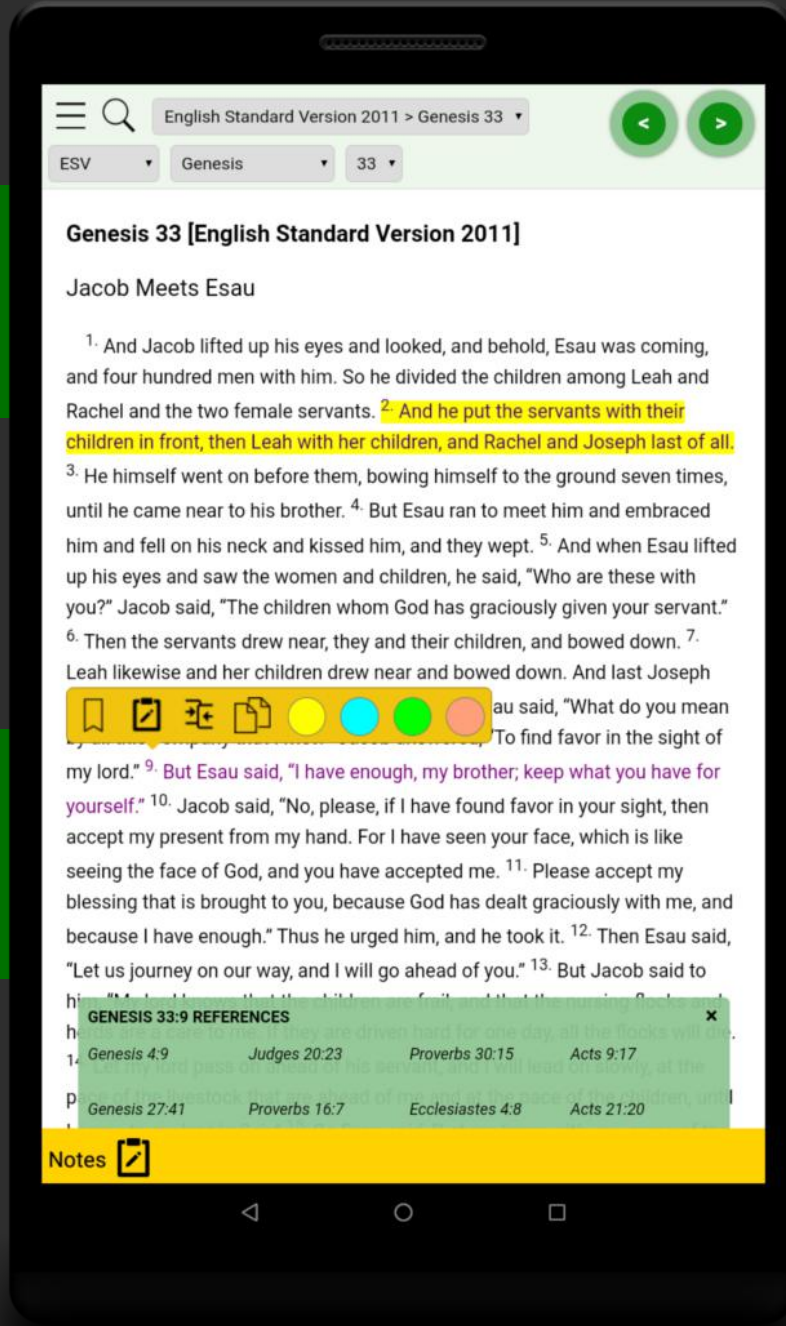 English Standard Version 2011 > Genesis 33
< >
ESV Genesis 33
Genesis 33 [English Standard Version 2011]
Jacob Meets Esau
1. And Jacob lifted up his eyes and looked, and behold, Esau was coming,
and four hundred men with him. So he divided the children among Leah and
Rachel and the two female servants. 2. And he put the servants with their
children in front, then Leah with her children, and Rachel and Joseph last of all.
3. He himself went on before them, bowing himself to the ground seven times,
until he came near to his brother. 4. But Esau ran to meet him and embraced
him and fell on his neck and kissed him, and they wept. 5. And when Esau lifted
up his eyes and saw the women and children, he said, “Who are these with
you?” Jacob said, “The children whom God has graciously given your servant.”
6. Then the servants drew near, they and their children, and bowed down. 7.
Leah likewise and her children drew near and bowed down. And last Joseph
au said, “What do you mean
“To find favor in the sight of
my lord.” 9. But Esau said, “I have enough, my brother; keep what you have for
yourself.” 10. Jacob said, “No, please, if I have found favor in your sight, then
accept my present from my hand. For I have seen your face, which is like
seeing the face of God, and you have accepted me. 11. Please accept my
blessing that is brought to you, because God has dealt graciously with me, and
because I have enough.” Thus he urged him, and he took it. 12. Then Esau said,
“Let us journey on our way, and I will go ahead of you.” 13. But Jacob said to
GENESIS 33:9 REFERENCES ×
Genesis 4:9 Judges 20:23 Proverbs 30:15 Acts 9:17
Genesis 27:41 Proverbs 16:7 Ecclesiastes 4:8 Acts 21:20
Notes